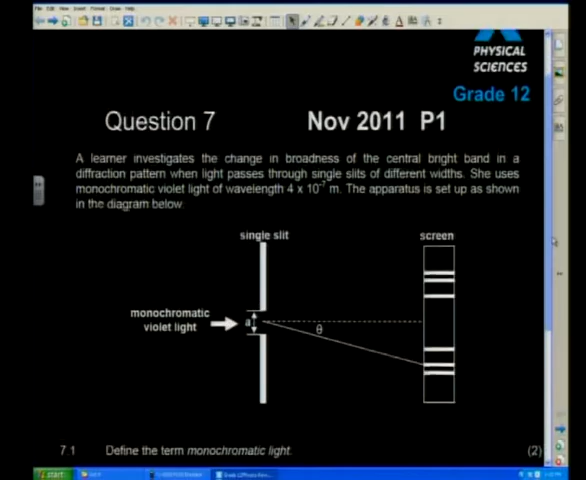 PHYSICAL
SCIENCES
Grade 12
Question 7 Nov 2011 P1
A learner investigates the change in broadness of the central bright band in a
diffraction pattern when light passes through single slits of different widths. She uses
monochromatic violet light of wavelength 4 x 10⁻⁷ m. The apparatus is set up as shown
in the diagram below.
single slit screen
monochromatic
violet light
a
θ
7.1 Define the term monochromatic light. (2)
start